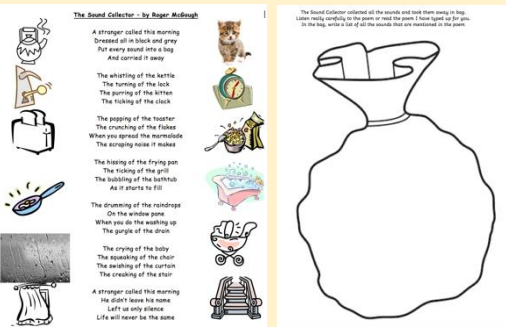 The Sound Collector - by Roger McGough
A stranger called this morning
Dressed all in black and grey
Put every sound into a bag
And carried it away
The whistling of the kettle
The turning of the lock
The purring of the kitten
The ticking of the clock
The popping of the toaster
The crunching of the flakes
When you spread the marmalade
The scraping noise it makes
The hissing of the frying pan
The ticking of the grill
The bubbling of the bathtub
As it starts to fill
The drumming of the raindrops
On the window pane
When you do the washing up
The gurgle of the drain
The crying of the baby
The squeaking of the chair
The swishing of the curtain
The creaking of the stair
A stranger called this morning
He didn't leave his name
Left us only silence
Life will never be the same
The Sound Collector collected all the sounds and took them away in bag.
Listen really carefully to the poem or read the poem I have typed up for you.
In the bag, write a list of all the sounds that are mentioned in the poem.